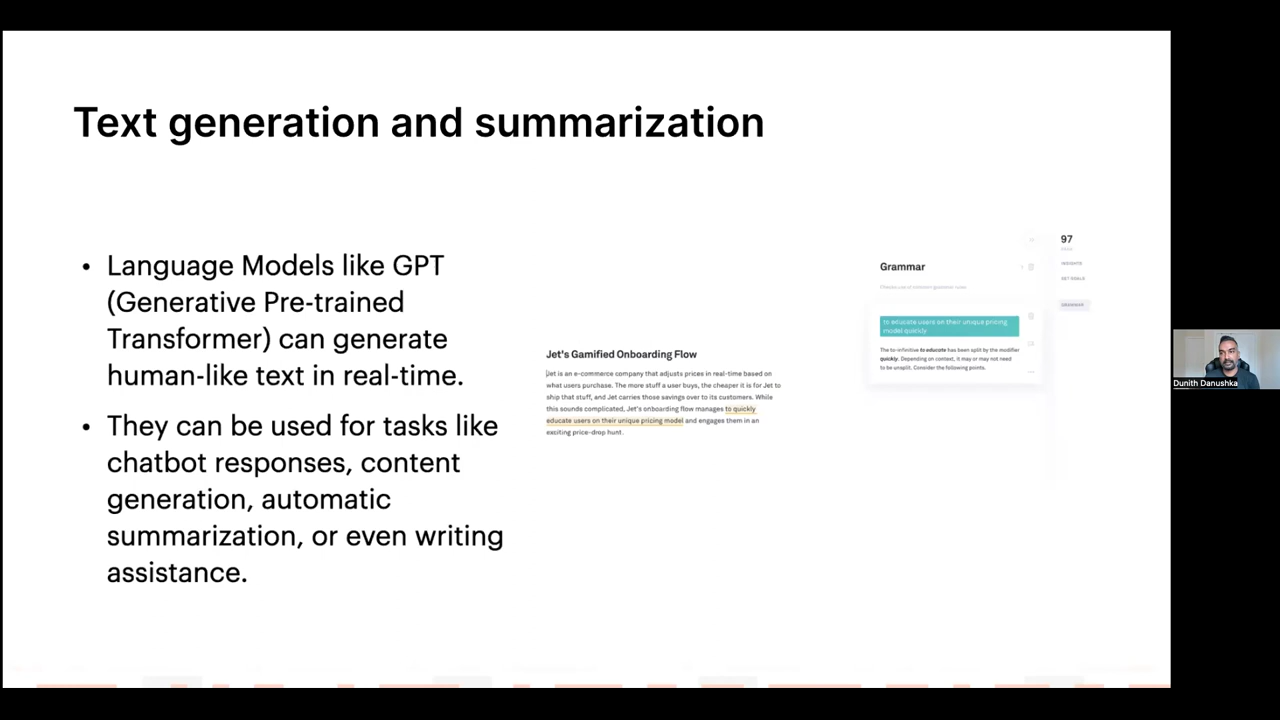 Text generation and summarization
• Language Models like GPT
(Generative Pre-trained
Transformer) can generate
human-like text in real-time.
• They can be used for tasks like
chatbot responses, content
generation, automatic
summarization, or even writing
assistance.
Jet's Gamified Onboarding Flow
Jet is an e-commerce company that adjusts prices in real-time based on
what users purchase. The more stuff a user buys, the cheaper it is for Jet to
ship that stuff, and Jet carries those savings over to its customers. While
this sounds complicated, Jet's onboarding flow manages to quickly
educate users on their unique pricing model and engages them in an
exciting price-drop hunt.
Grammar
to educate users on their unique pricing
model quickly
The to-infinitive to educate has been split by the modifier
quickly. Depending on context, it may or may not need
to be unsplit. Consider the following points.
97
INSIGHTS
SET GOALS
GRAMMAR
Dunith Danushka